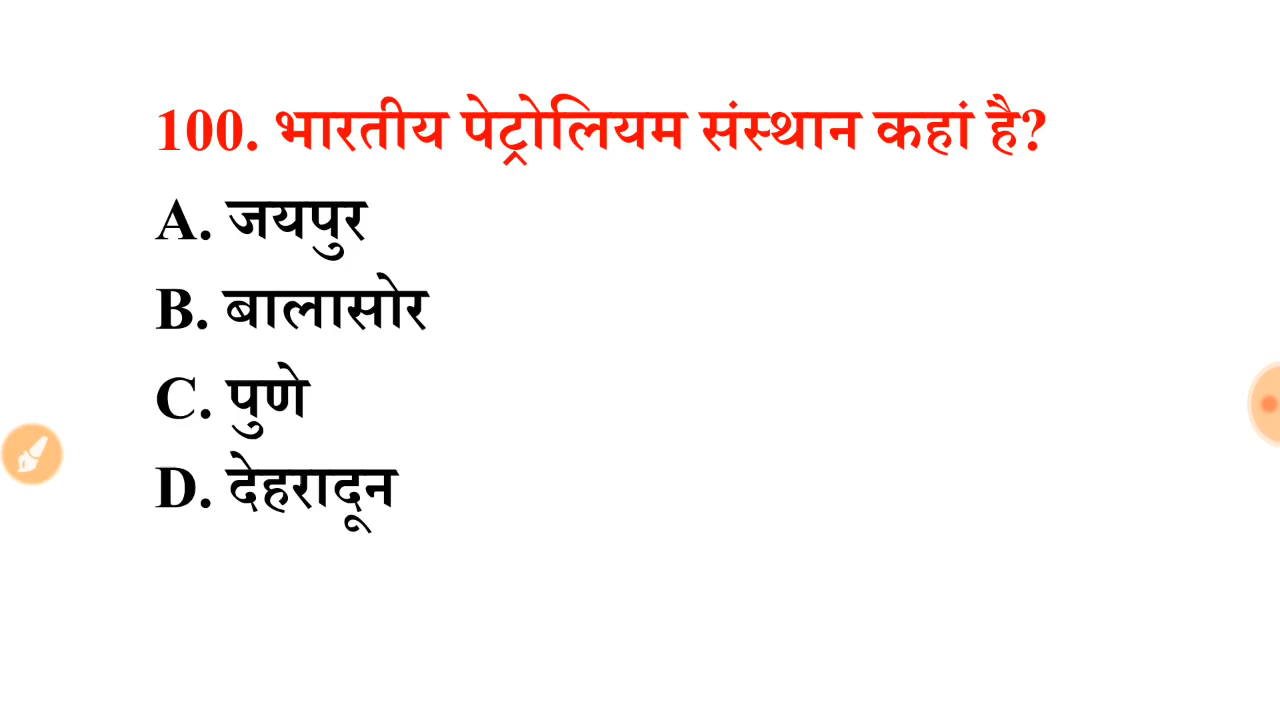 100. भारतीय पेट्रोलियम संस्थान कहां है?
A. जयपुर
B. बालासोर
C. पुणे
D. देहरादून